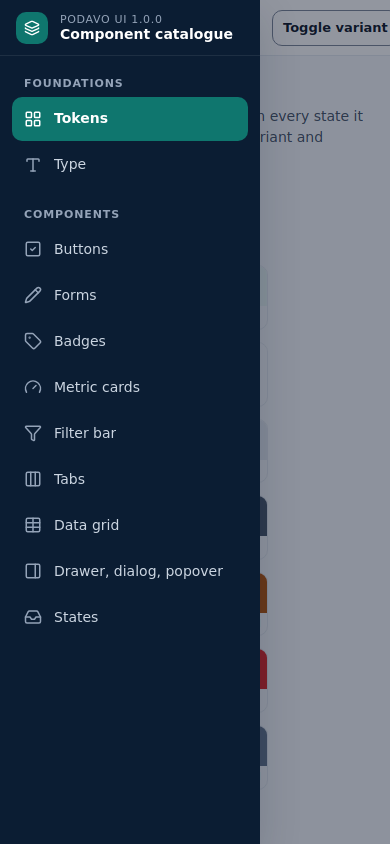 PODAVO UI 1.0.0
Component catalogue
Toggle variant
FOUNDATIONS
Tokens
every state it
Type
riant and
COMPONENTS
Buttons
Forms
Badges
Metric cards
Filter bar
Tabs
Data grid
Drawer, dialog, popover
States